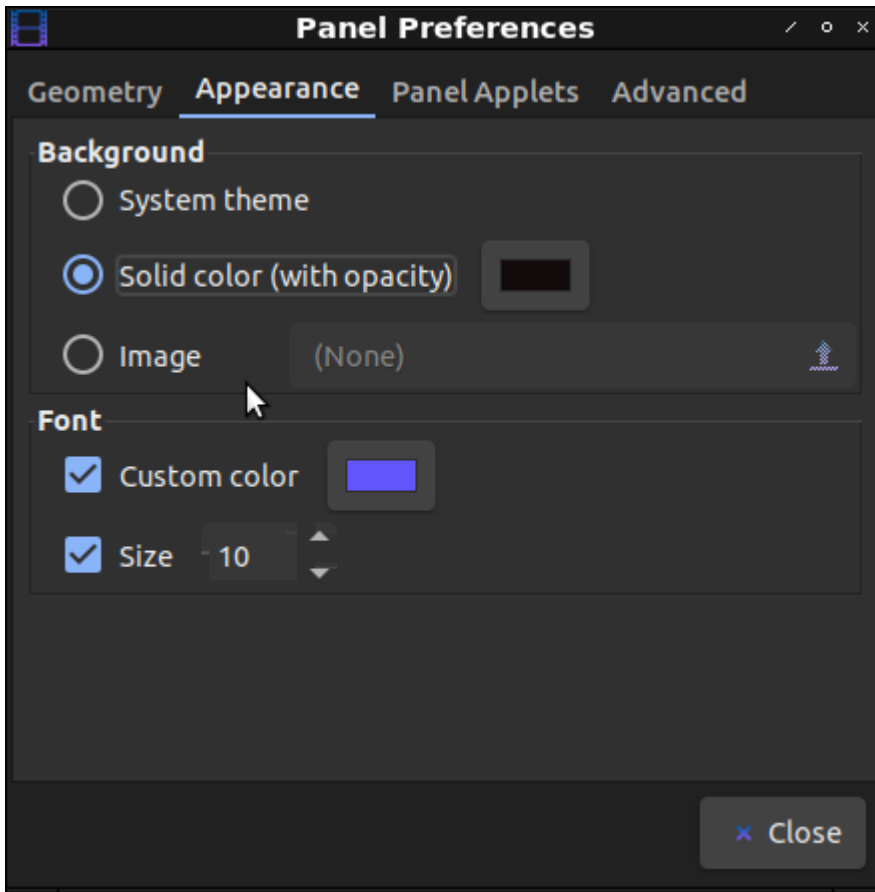 Panel Preferences
Geometry Appearance Panel Applets Advanced
Background
System theme
Solid color (with opacity)
Image (None)
Font
Custom color
Size 10
Close